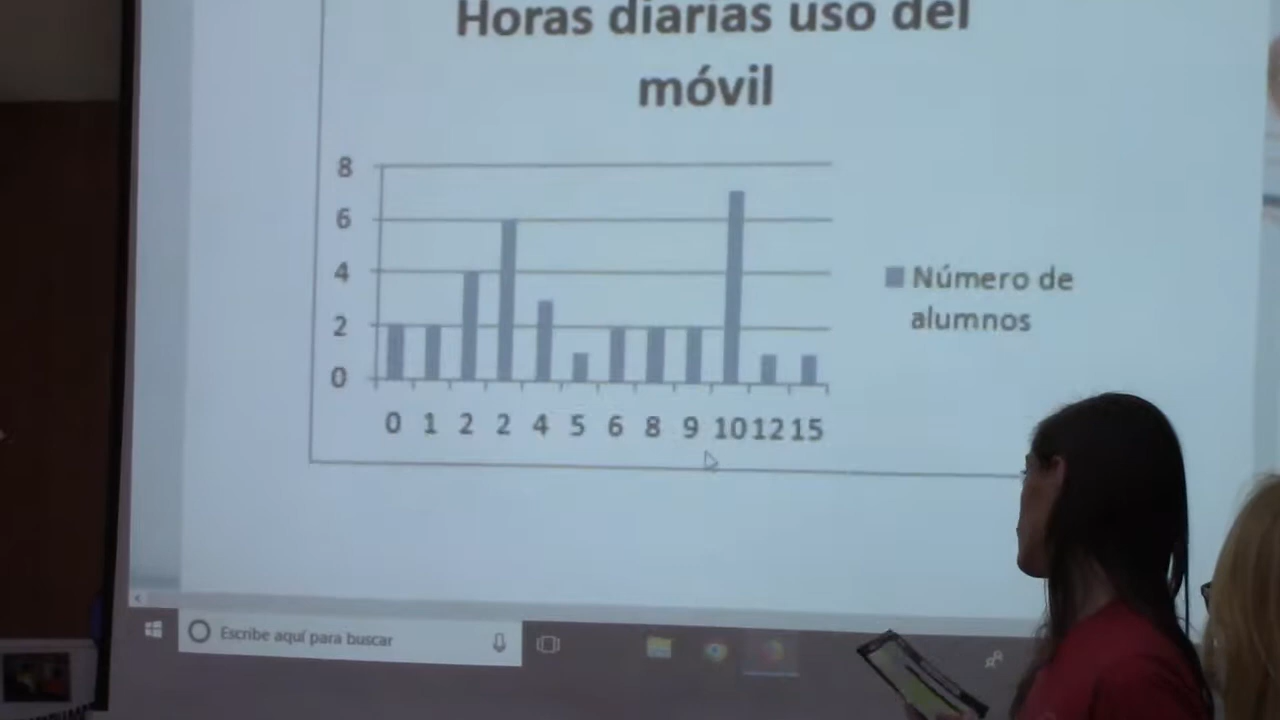 Horas diarias uso del
móvil
8
6
4
2
0
0 1 2 2 4 5 6 8 9 10 12 15
Número de
alumnos
Escribe aquí para buscar